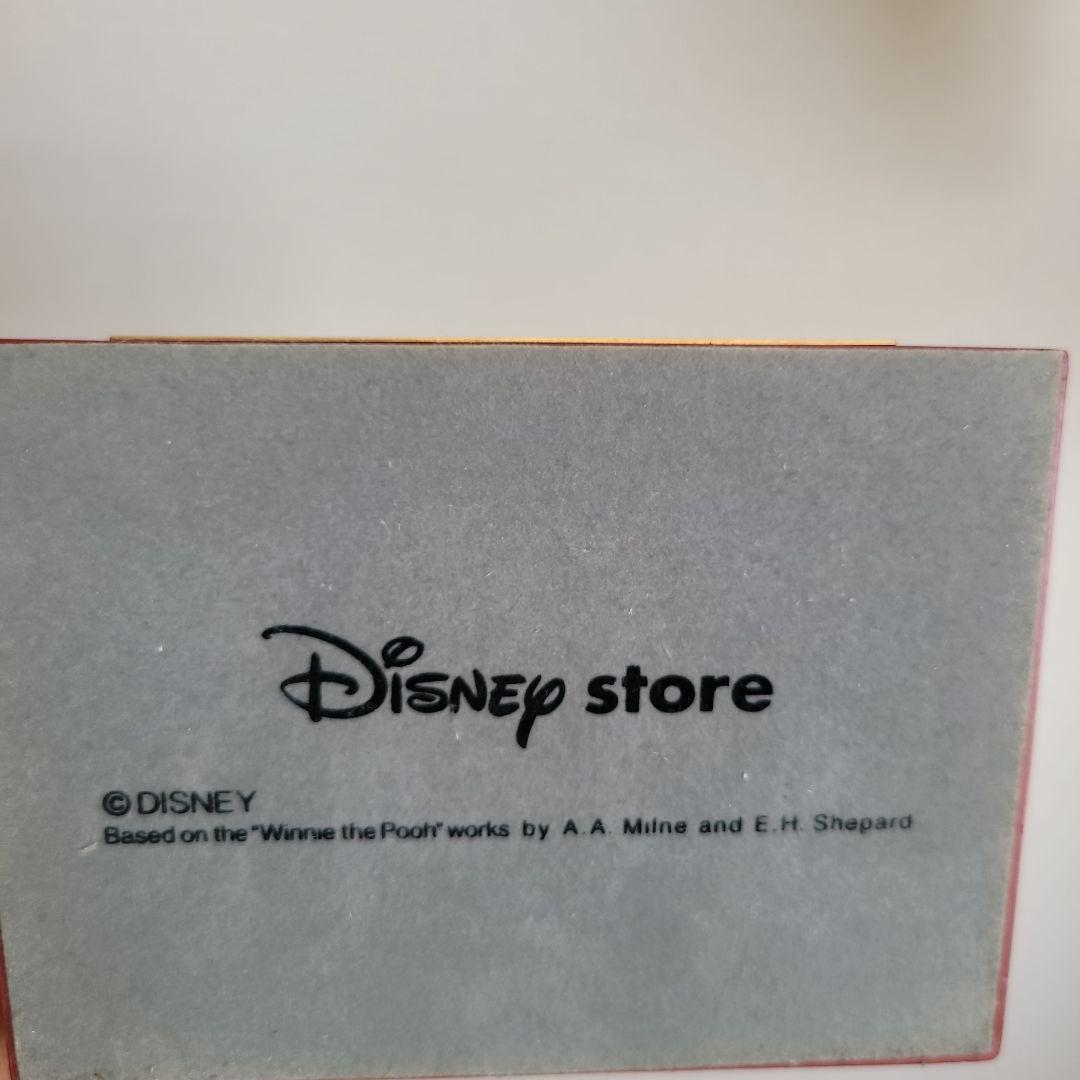 Disney store
©DISNEY
Based on the "Winnie the Pooh" works by A.A. Milne and E.H. Shepard